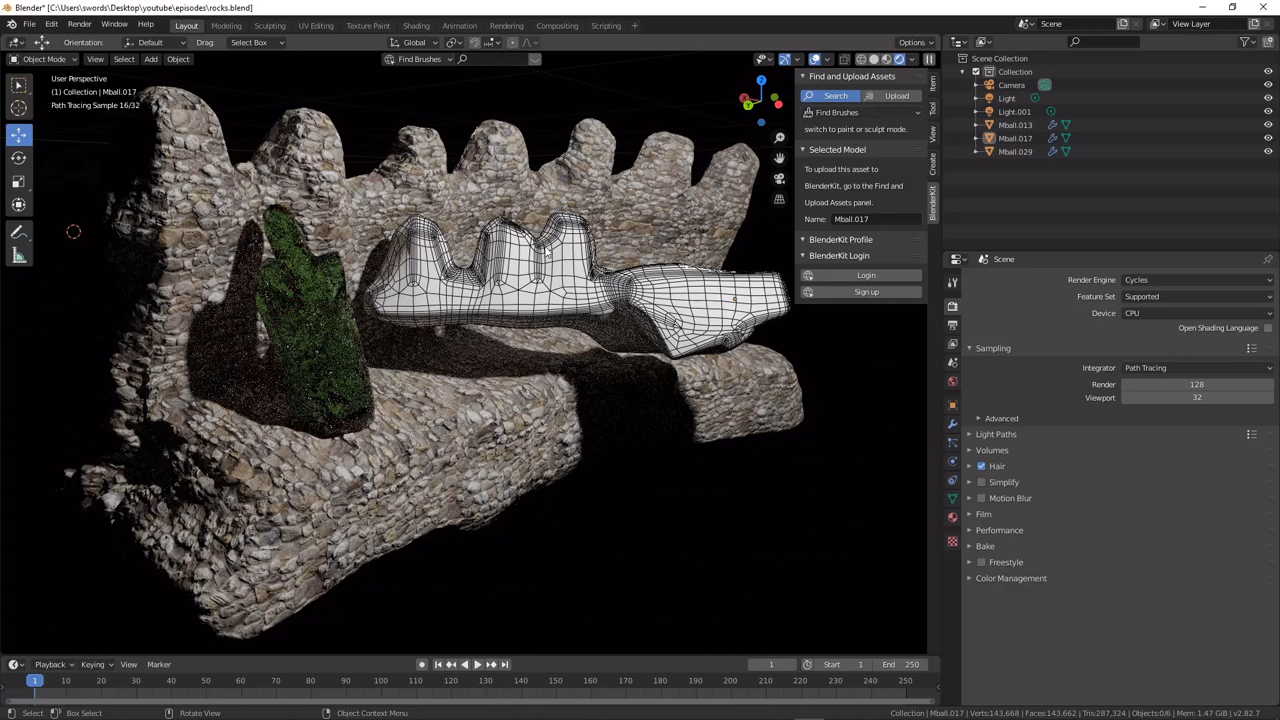 Blender* [C:\Users\swords\Desktop\youtube\episodes\rocks.blend]
File Edit Render Window Help Layout Modeling Sculpting UV Editing Texture Paint Shading Animation Rendering Compositing Scripting + Scene View Layer
Orientation: Default Drag: Select Box Global Options
Object Mode View Select Add Object Find Brushes
User Perspective
(1) Collection | Mball.017
Path Tracing Sample 16/32
Z
X
Y
Find and Upload Assets
Search Upload
Find Brushes
switch to paint or sculpt mode.
Selected Model
To upload this asset to
BlenderKit, go to the Find and
Upload Assets panel.
Name: Mball.017
BlenderKit Profile
BlenderKit Login
Login
Sign up
Item
Tool
View
Create
BlenderKit
Scene Collection
Collection
Camera
Light
Light.001
Mball.013
Mball.017
Mball.029
Scene
Render Engine Cycles
Feature Set Supported
Device CPU
Open Shading Language
Sampling
Integrator Path Tracing
Render 128
Viewport 32
Advanced
Light Paths
Volumes
Hair
Simplify
Motion Blur
Film
Performance
Bake
Freestyle
Color Management
Playback Keying View Marker 1 Start 1 End 250
1 10 20 30 40 50 60 70 80 90 100 110 120 130 140 150 160 170 180 190 200 210 220 230 240 250
Select Box Select Rotate View Object Context Menu Collection | Mball.017 | Verts:143,668 | Faces:143,662 | Tris:287,324 | Objects:0/6 | Mem: 1.47 GiB | v2.82.7